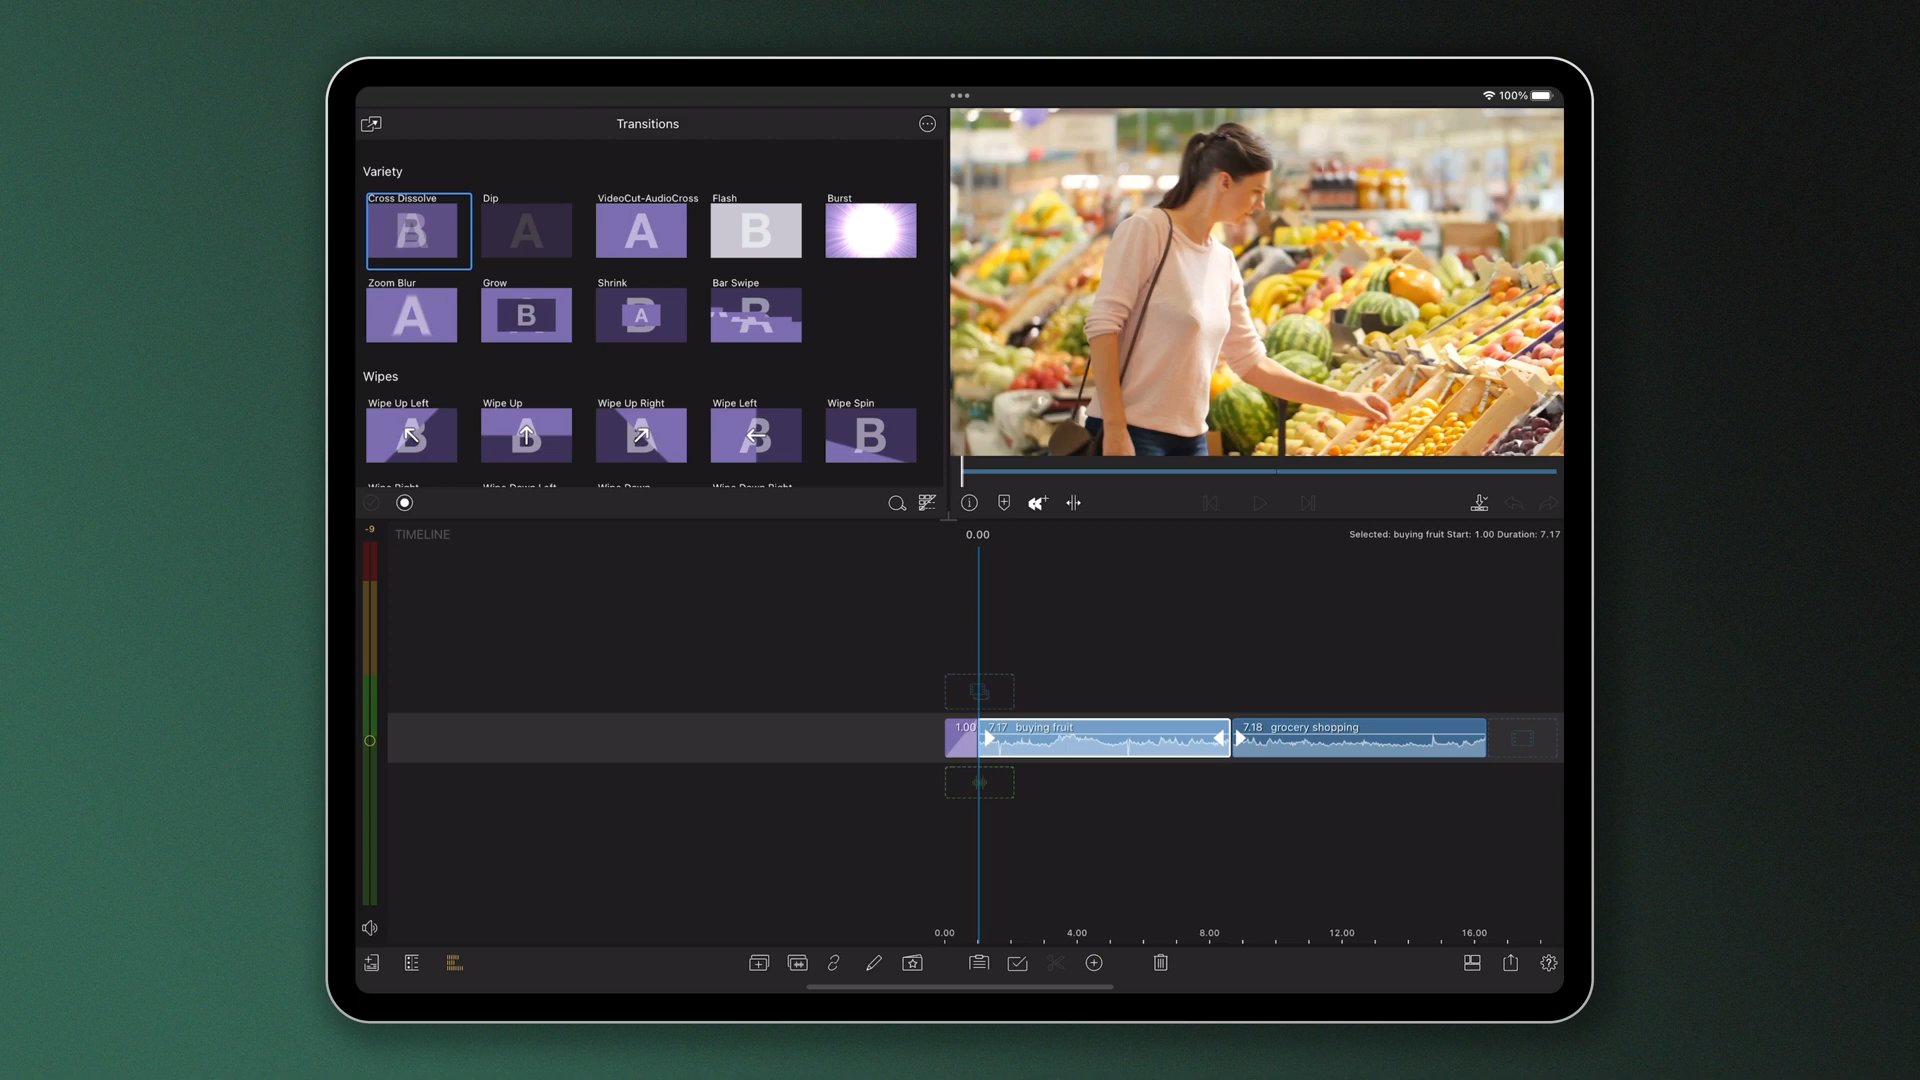 100%
Transitions
Variety
Cross Dissolve
Dip
VideoCut-AudioCross
Flash
Burst
B
A
A
B
Zoom Blur
Grow
Shrink
Bar Swipe
A
B
A
Wipes
Wipe Up Left
Wipe Up
Wipe Up Right
Wipe Left
Wipe Spin
B
Wipe Right
Wipe Down Left
Wipe Down
Wipe Down Right
-9
TIMELINE
0.00
Selected: buying fruit Start: 1.00 Duration: 7.17
1.00
7.17 buying fruit
7.18 grocery shopping
0.00
4.00
8.00
12.00
16.00